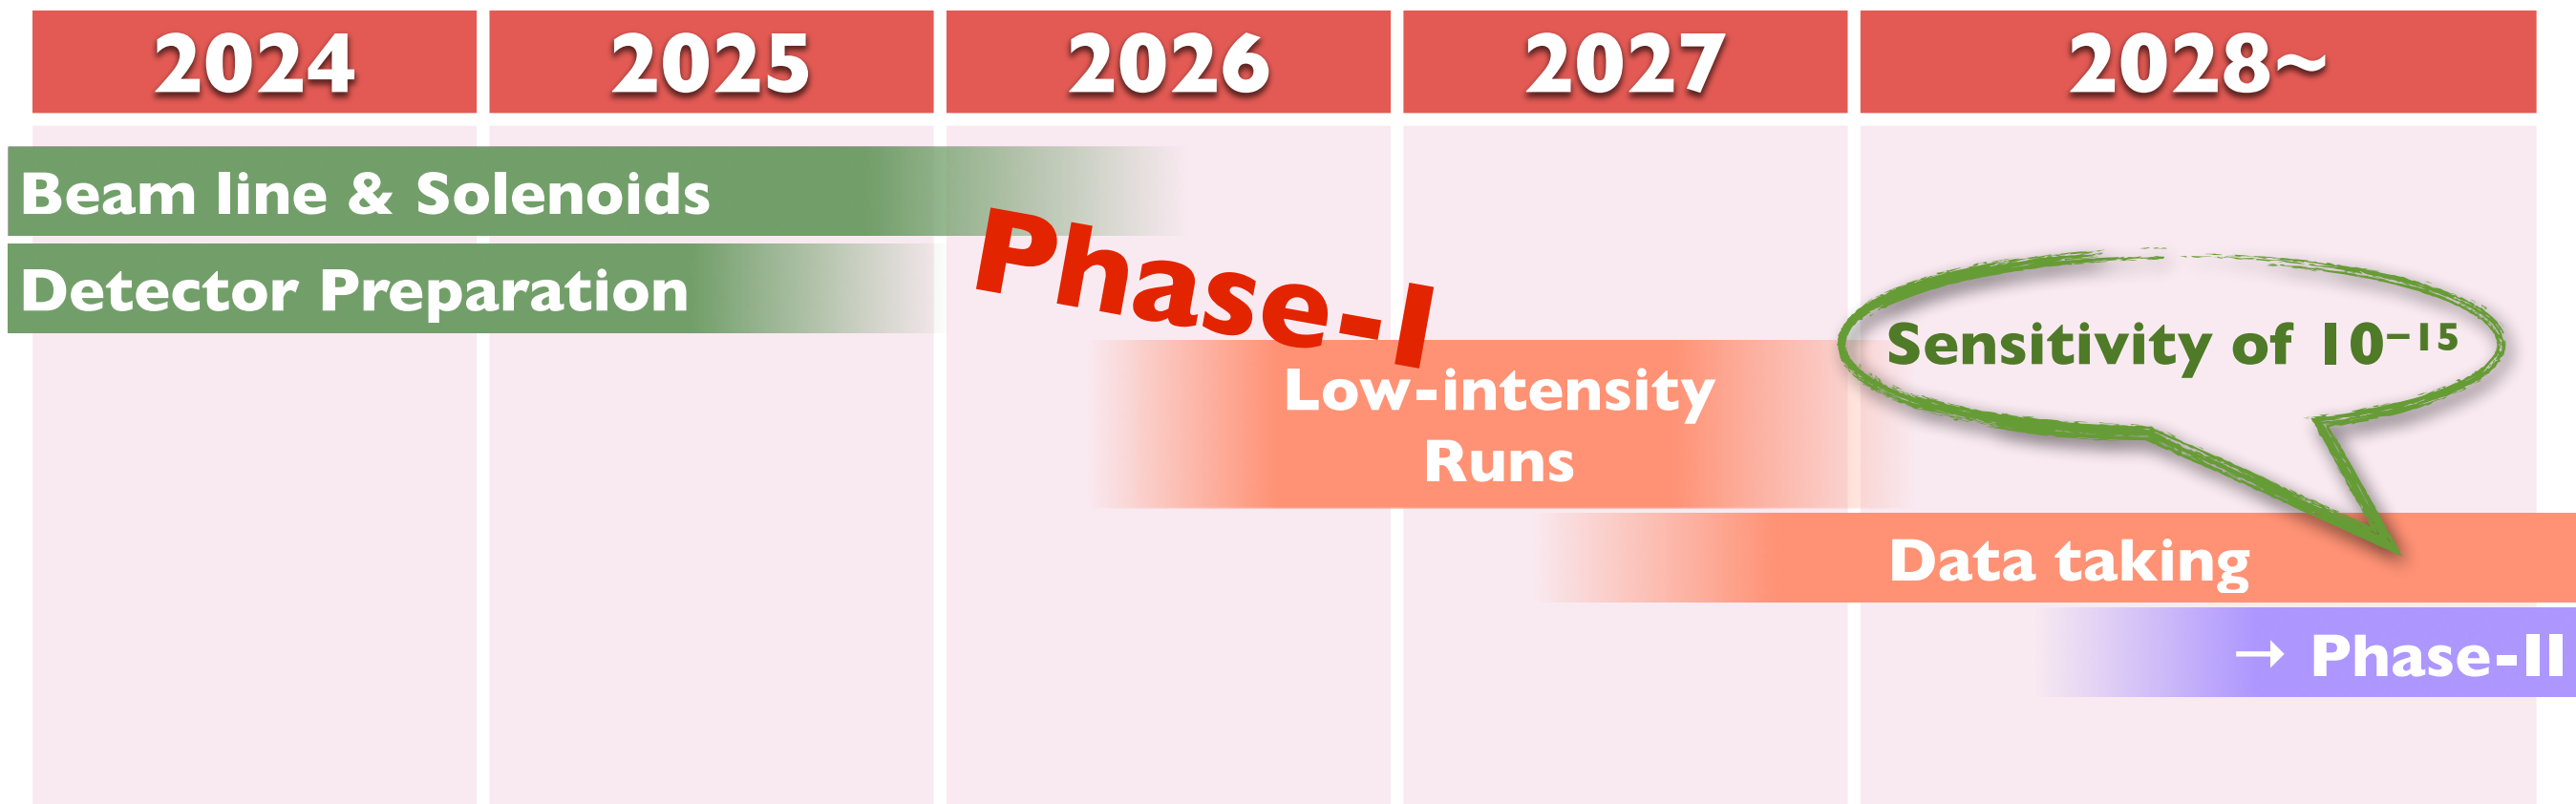 2024
2025
2026
2027
2028~
Beam line & Solenoids
Detector Preparation
Phase-I
Low-intensity
Runs
Sensitivity of 10⁻¹⁵
Data taking
→ Phase-II